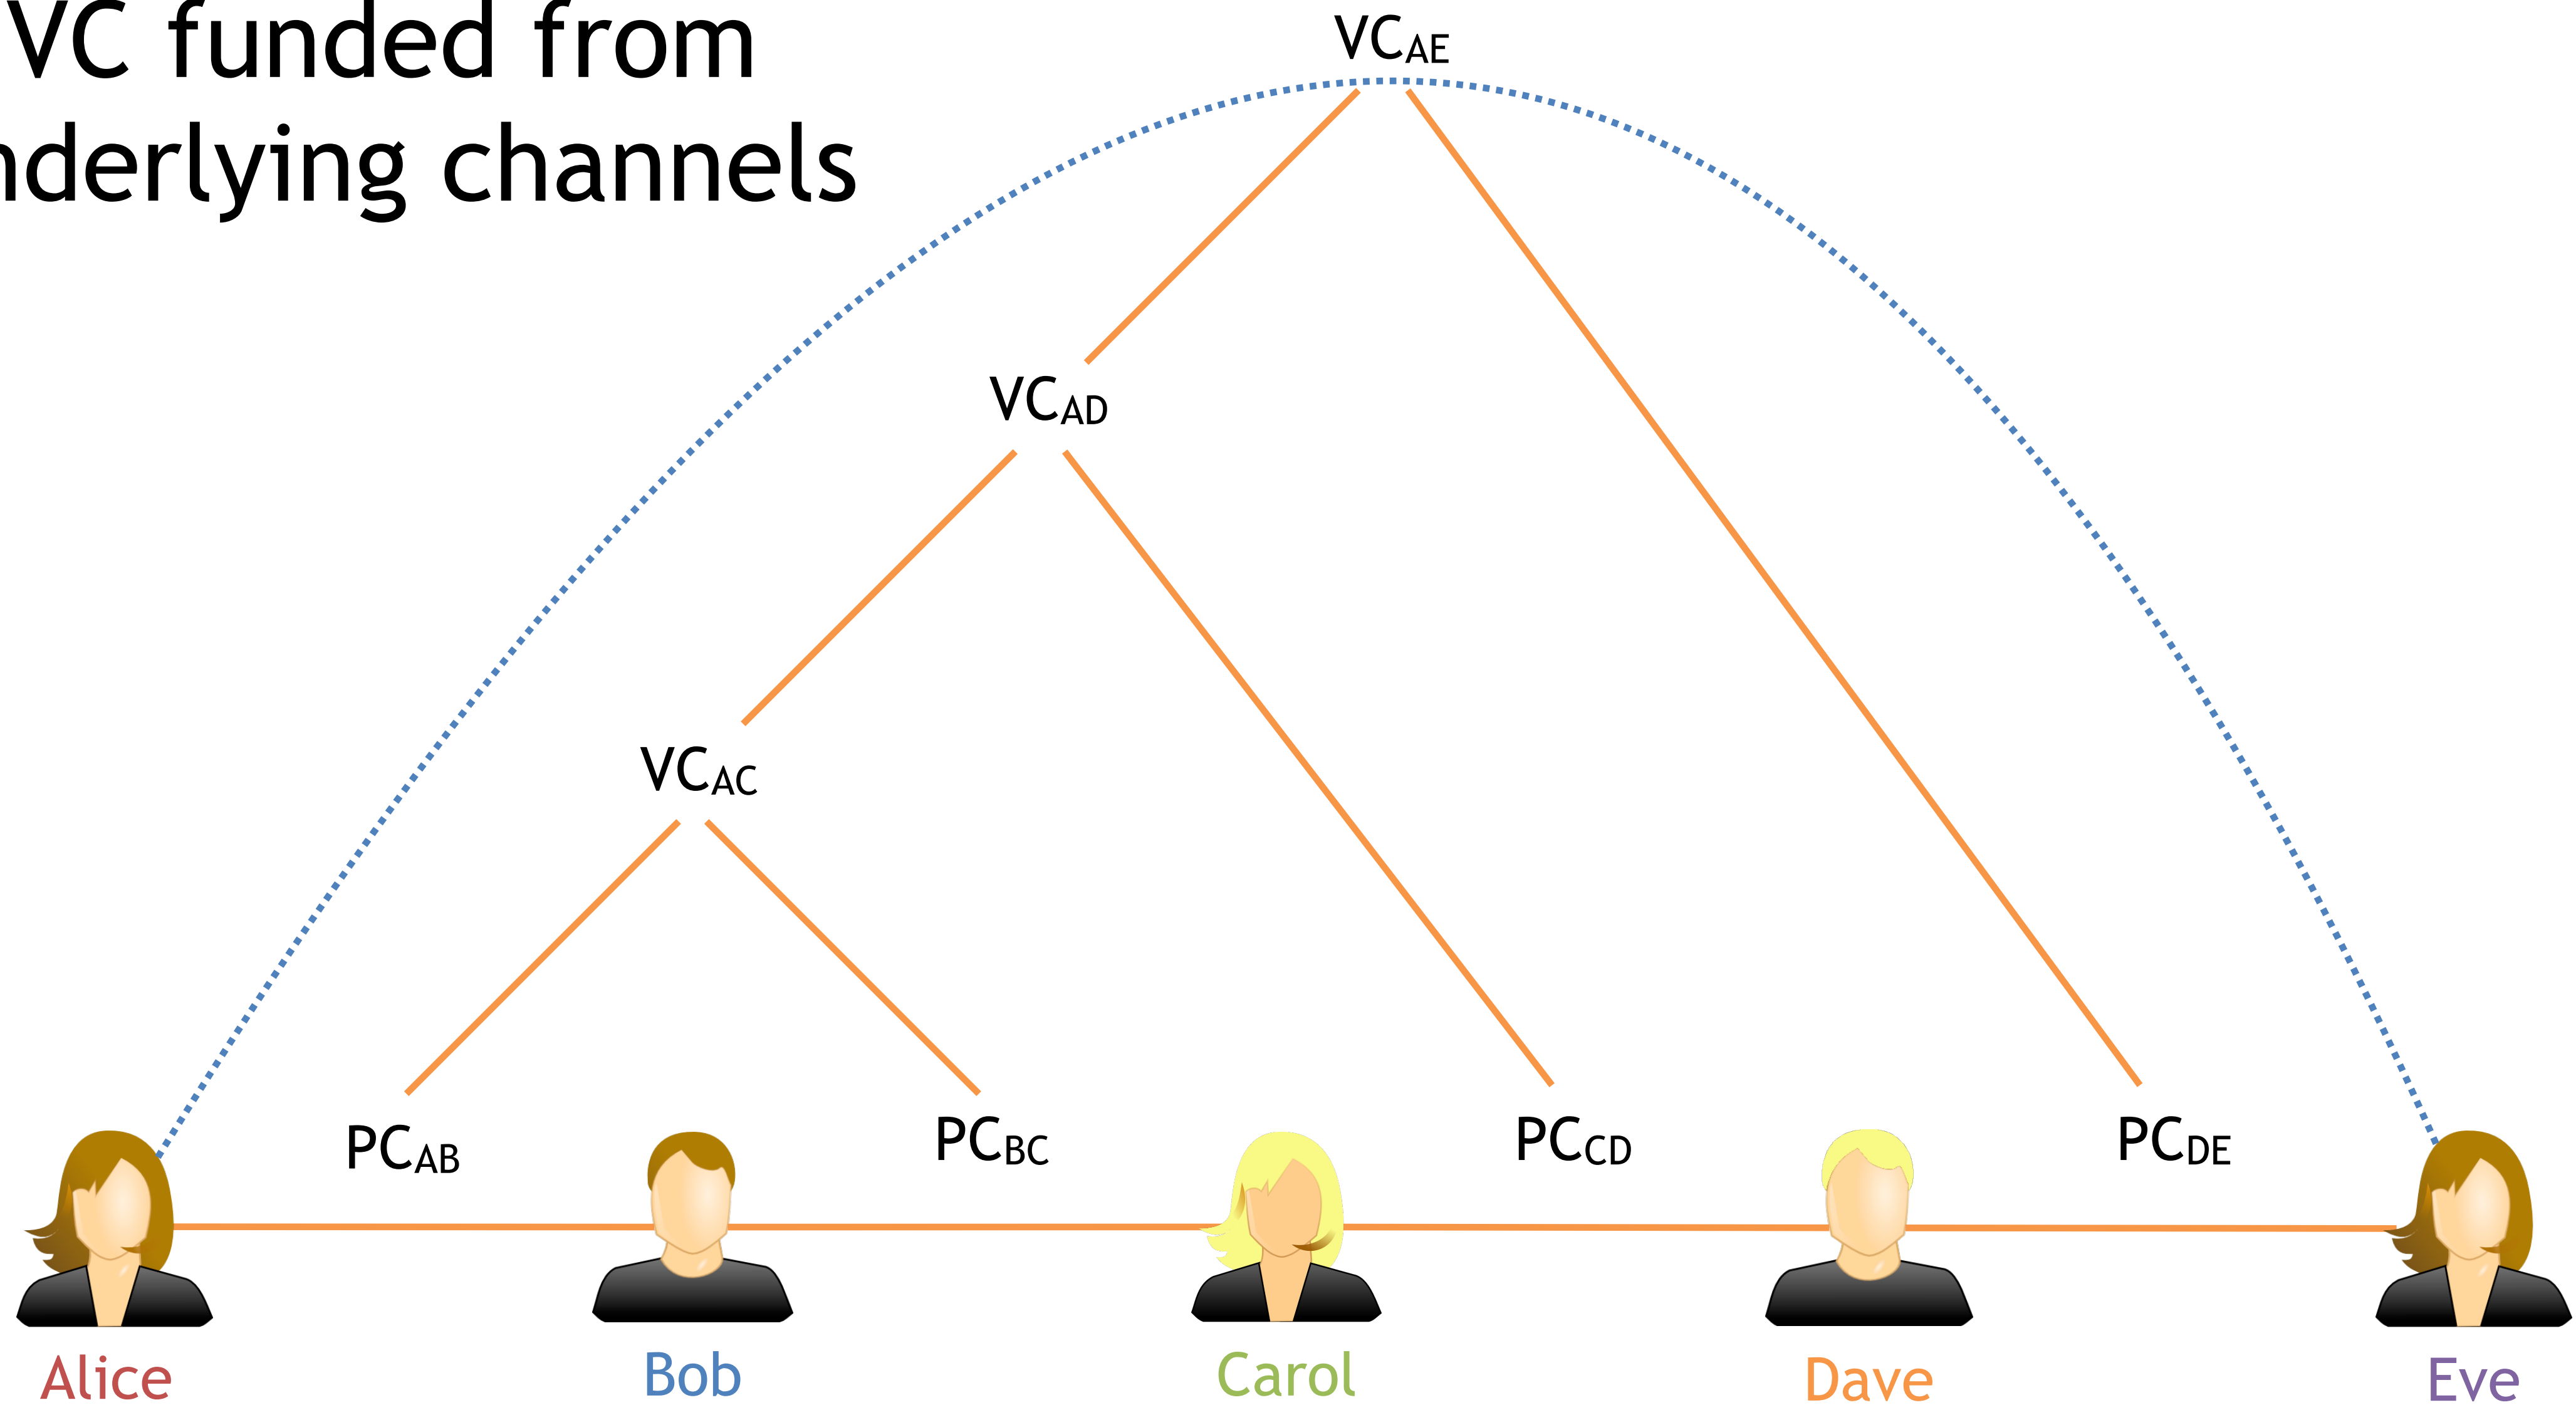 VC funded from
nderlying channels
VCAE
VCAD
VCAC
PCAB
PCBC
PCCD
PCDE
Alice
Bob
Carol
Dave
Eve